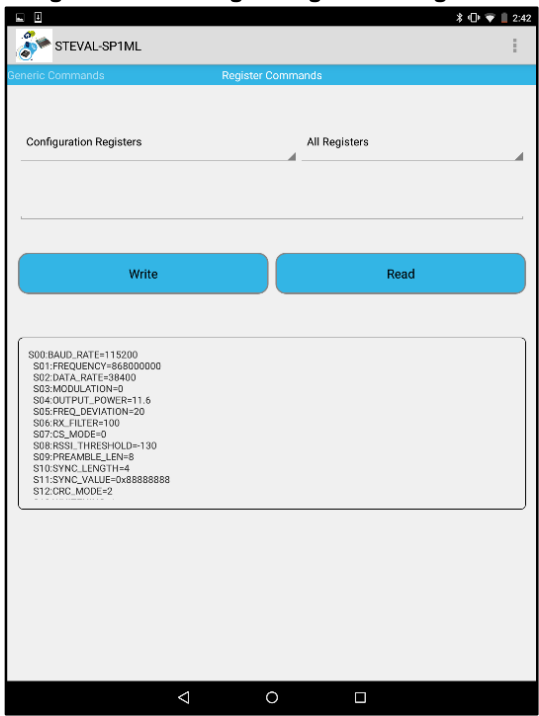 2:42
STEVAL-SP1ML
Generic Commands
Register Commands
Configuration Registers
All Registers
Write
Read
S00:BAUD_RATE=115200
S01:FREQUENCY=868000000
S02:DATA_RATE=38400
S03:MODULATION=0
S04:OUTPUT_POWER=11.6
S05:FREQ_DEVIATION=20
S06:RX_FILTER=100
S07:CS_MODE=0
S08:RSSI_THRESHOLD=-130
S09:PREAMBLE_LEN=8
S10:SYNC_LENGTH=4
S11:SYNC_VALUE=0x88888888
S12:CRC_MODE=2